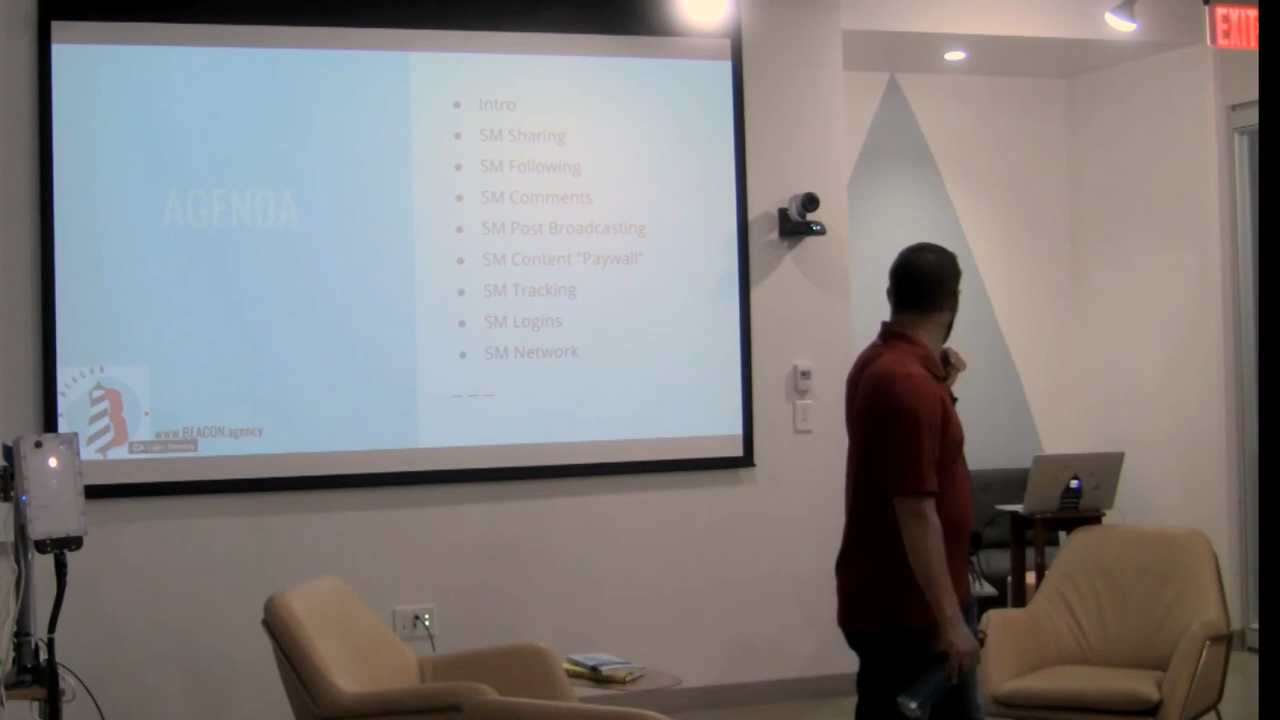 EXIT
AGENDA
Intro
SM Sharing
SM Following
SM Comments
SM Post Broadcasting
SM Content "Paywall"
SM Tracking
SM Logins
SM Network
BEACON
B
www.BEACON.agency